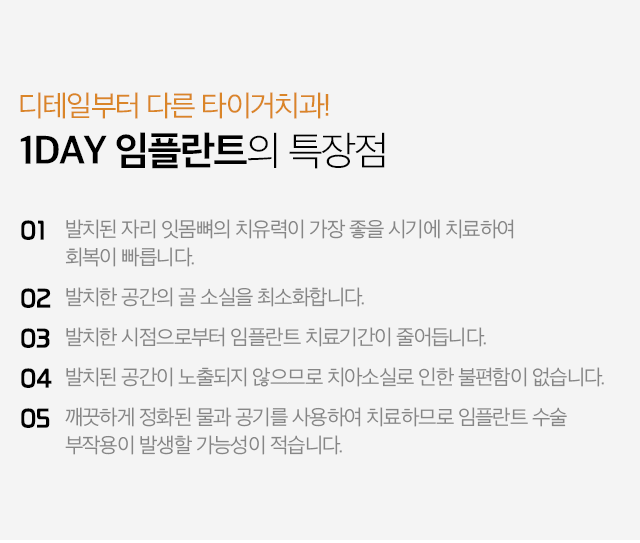 디테일부터 다른 타이거치과!
1DAY 임플란트의 특장점
01 발치된 자리 잇몸뼈의 치유력이 가장 좋을 시기에 치료하여
회복이 빠릅니다.
02 발치한 공간의 골 소실을 최소화합니다.
03 발치한 시점으로부터 임플란트 치료기간이 줄어듭니다.
04 발치된 공간이 노출되지 않으므로 치아소실로 인한 불편함이 없습니다.
05 깨끗하게 정화된 물과 공기를 사용하여 치료하므로 임플란트 수술
부작용이 발생할 가능성이 적습니다.